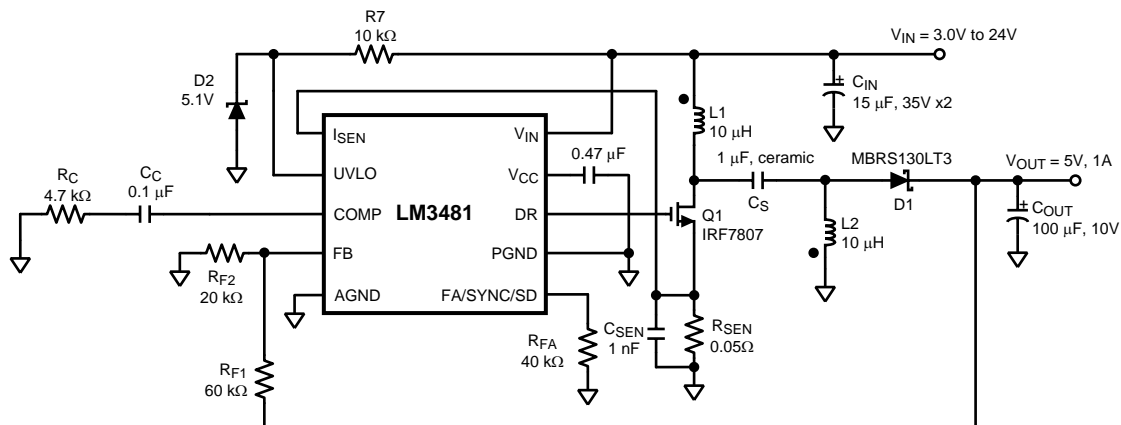 R7
10 kΩ
VIN = 3.0V to 24V
D2
5.1V
CIN
15 μF, 35V x2
L1
10 μH
ISEN
VIN
0.47 μF
1 μF, ceramic
MBRS130LT3
VOUT = 5V, 1A
RC
4.7 kΩ
CC
0.1 μF
UVLO
VCC
COMP
LM3481
DR
Q1
IRF7807
CS
D1
L2
10 μH
COUT
100 μF, 10V
RF2
20 kΩ
FB
PGND
AGND
FA/SYNC/SD
RFA
40 kΩ
CSEN
1 nF
RSEN
0.05Ω
RF1
60 kΩ